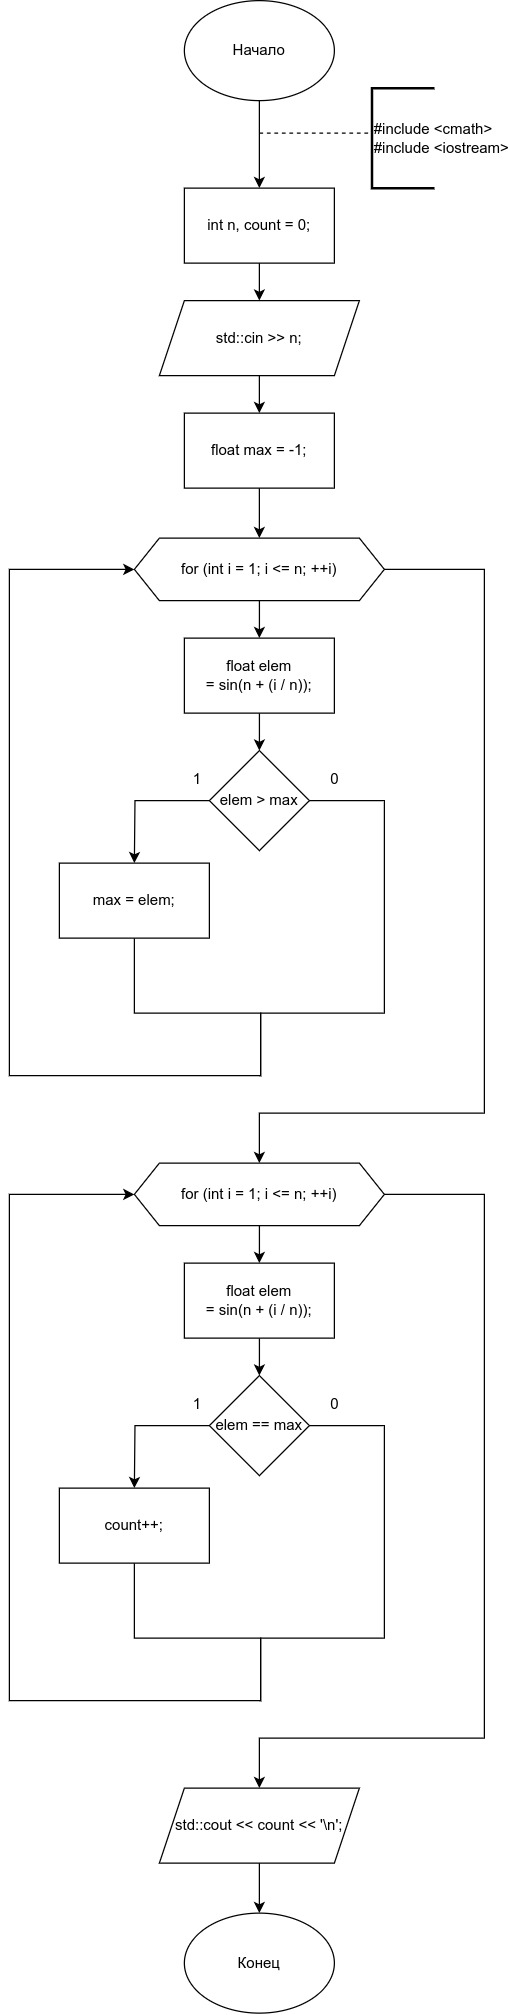 Начало
#include <cmath>
#include <iostream>
int n, count = 0;
std::cin >> n;
float max = -1;
for (int i = 1; i <= n; ++i)
float elem
= sin(n + (i / n));
1
0
elem > max
max = elem;
for (int i = 1; i <= n; ++i)
float elem
= sin(n + (i / n));
1
0
elem == max
count++;
std::cout << count << '\n';
Конец